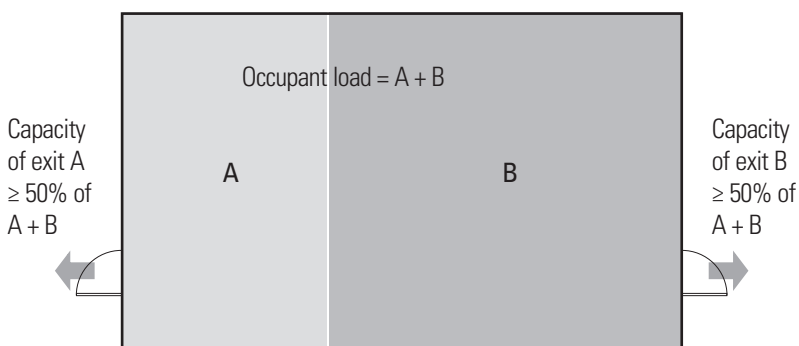 Occupant load = A + B
Capacity
of exit A
≥ 50% of
A + B
A
B
Capacity
of exit B
≥ 50% of
A + B